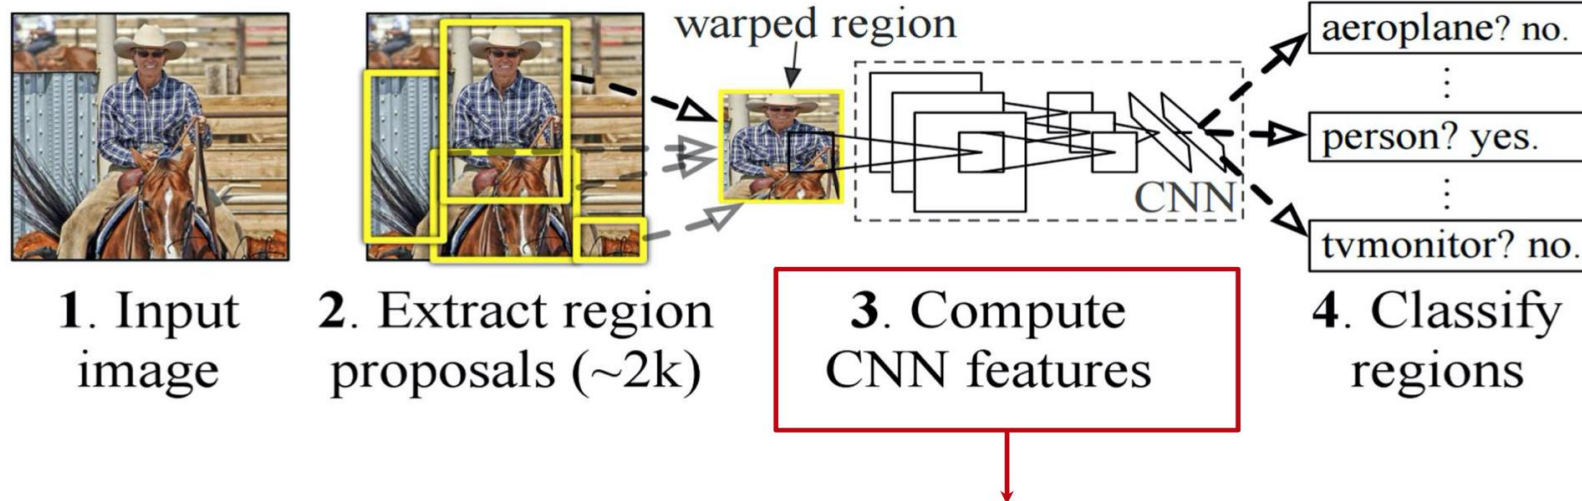 warped region
aeroplane? no.
person? yes.
CNN
tvmonitor? no.
1. Input
image
2. Extract region
proposals (~2k)
3. Compute
CNN features
4. Classify
regions